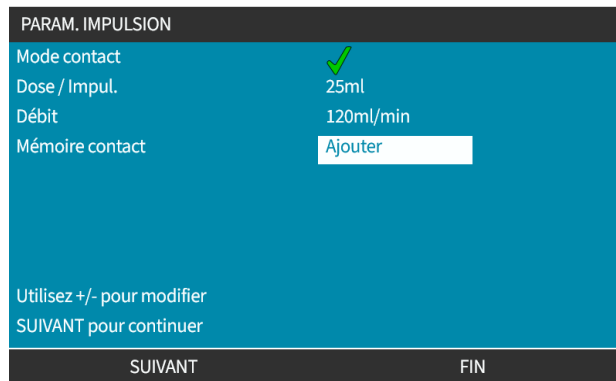 PARAM. IMPULSION
Mode contact
Dose / Impul. 25ml
Débit 120ml/min
Mémoire contact Ajouter
Utilisez +/- pour modifier
SUIVANT pour continuer
SUIVANT FIN